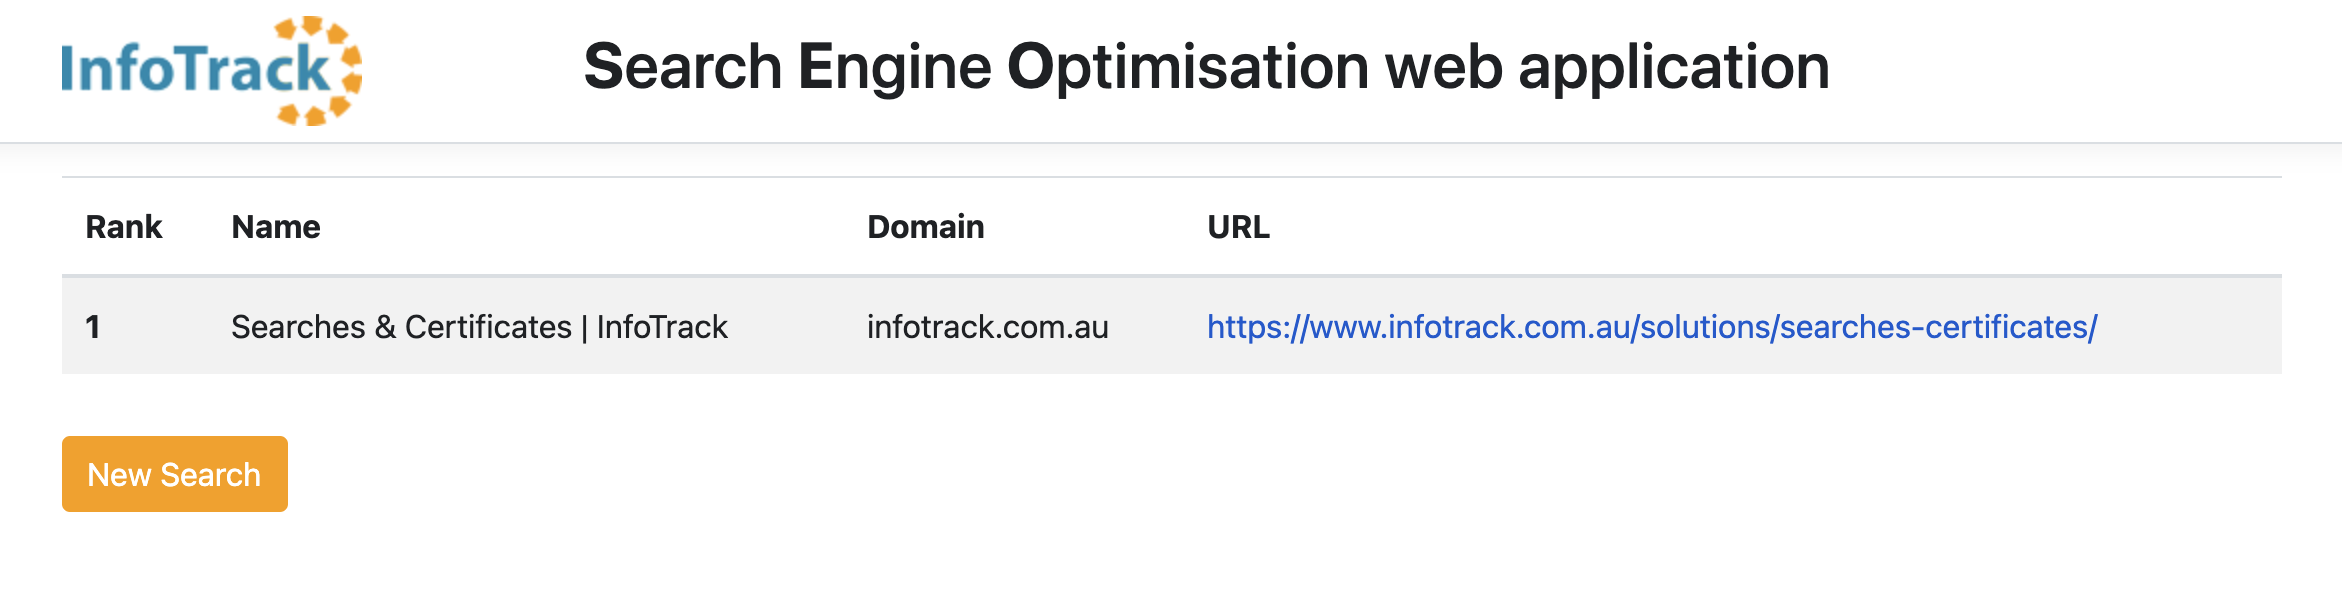 InfoTrack
Search Engine Optimisation web application
Rank Name Domain URL
1 Searches & Certificates | InfoTrack infotrack.com.au https://www.infotrack.com.au/solutions/searches-certificates/
New Search